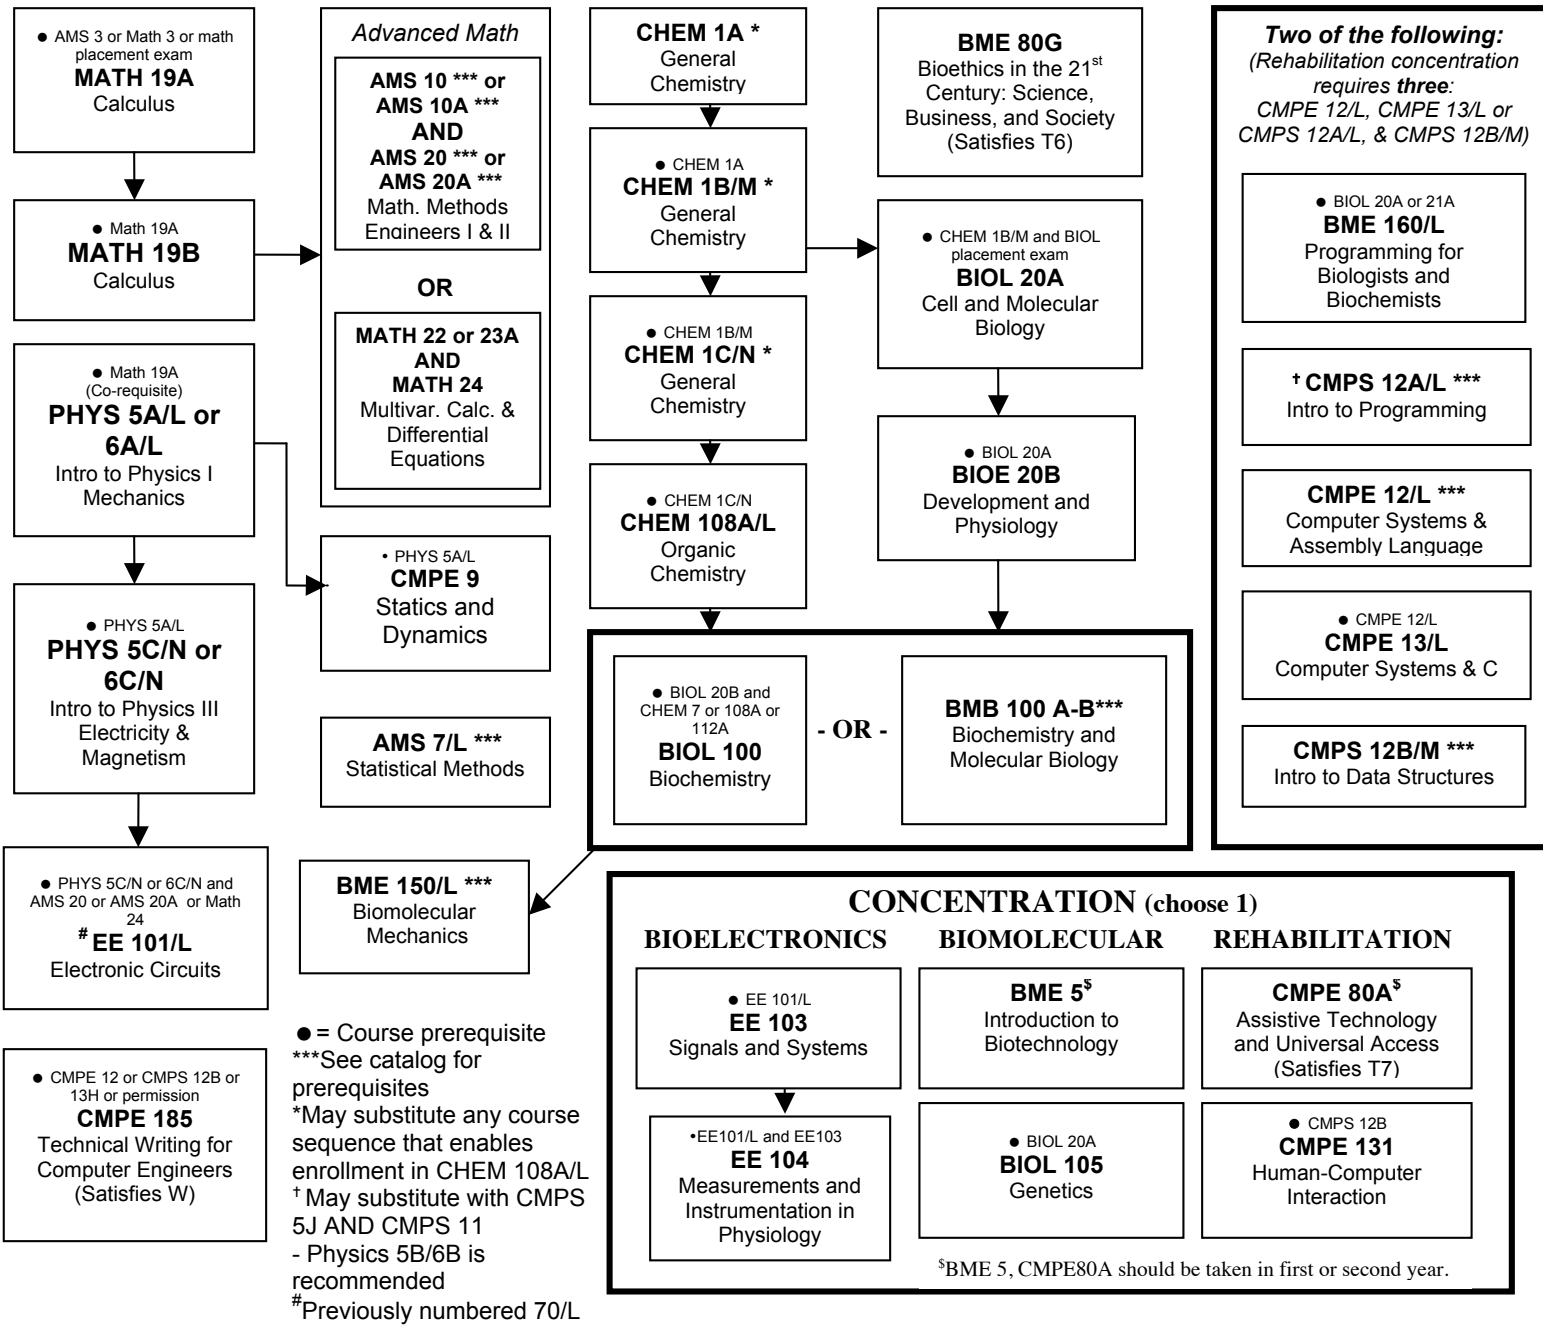 ● AMS 3 or Math 3 or math
placement exam
MATH 19A
Calculus
● Math 19A
MATH 19B
Calculus
● Math 19A
(Co-requisite)
PHYS 5A/L or
6A/L
Intro to Physics I
Mechanics
● PHYS 5A/L
PHYS 5C/N or
6C/N
Intro to Physics III
Electricity &
Magnetism
● PHYS 5C/N or 6C/N and
AMS 20 or AMS 20A or Math
24
# EE 101/L
Electronic Circuits
● CMPE 12 or CMPS 12B or
13H or permission
CMPE 185
Technical Writing for
Computer Engineers
(Satisfies W)
Advanced Math
AMS 10 *** or
AMS 10A ***
AND
AMS 20 *** or
AMS 20A ***
Math. Methods
Engineers I & II
OR
MATH 22 or 23A
AND
MATH 24
Multivar. Calc. &
Differential
Equations
• PHYS 5A/L
CMPE 9
Statics and
Dynamics
AMS 7/L ***
Statistical Methods
BME 150/L ***
Biomolecular
Mechanics
● = Course prerequisite
***See catalog for
prerequisites
*May substitute any course
sequence that enables
enrollment in CHEM 108A/L
† May substitute with CMPS
5J AND CMPS 11
- Physics 5B/6B is
recommended
#Previously numbered 70/L
CHEM 1A *
General
Chemistry
● CHEM 1A
CHEM 1B/M *
General
Chemistry
● CHEM 1B/M
CHEM 1C/N *
General
Chemistry
● CHEM 1C/N
CHEM 108A/L
Organic
Chemistry
BME 80G
Bioethics in the 21st
Century: Science,
Business, and Society
(Satisfies T6)
● CHEM 1B/M and BIOL
placement exam
BIOL 20A
Cell and Molecular
Biology
● BIOL 20A
BIOE 20B
Development and
Physiology
● BIOL 20B and
CHEM 7 or 108A or
112A
BIOL 100
Biochemistry
- OR -
BMB 100 A-B***
Biochemistry and
Molecular Biology
Two of the following:
(Rehabilitation concentration
requires three:
CMPE 12/L, CMPE 13/L or
CMPS 12A/L, & CMPS 12B/M)
● BIOL 20A or 21A
BME 160/L
Programming for
Biologists and
Biochemists
† CMPS 12A/L ***
Intro to Programming
CMPE 12/L ***
Computer Systems &
Assembly Language
● CMPE 12/L
CMPE 13/L
Computer Systems & C
CMPS 12B/M ***
Intro to Data Structures
CONCENTRATION (choose 1)
BIOELECTRONICS
● EE 101/L
EE 103
Signals and Systems
•EE101/L and EE103
EE 104
Measurements and
Instrumentation in
Physiology
BIOMOLECULAR
BME 5$
Introduction to
Biotechnology
● BIOL 20A
BIOL 105
Genetics
REHABILITATION
CMPE 80A$
Assistive Technology
and Universal Access
(Satisfies T7)
● CMPS 12B
CMPE 131
Human-Computer
Interaction
$BME 5, CMPE80A should be taken in first or second year.